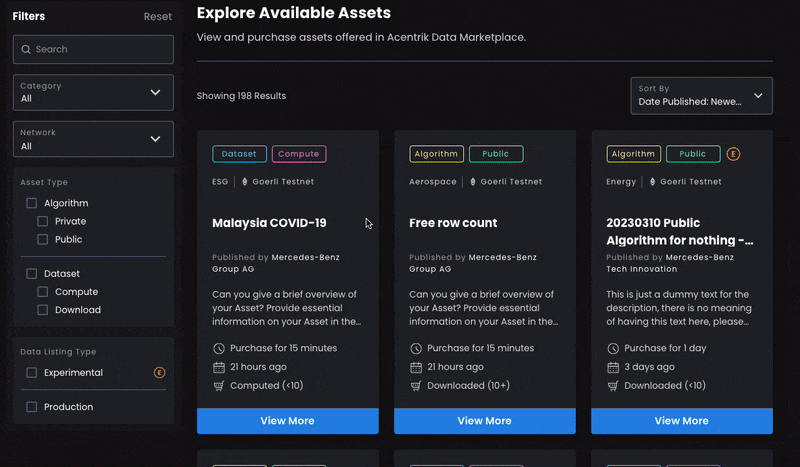 Filters
Reset
Search
Category
All
Network
All
Asset Type
Algorithm
Private
Public
Dataset
Compute
Download
Data Listing Type
Experimental
E
Production
Explore Available Assets
View and purchase assets offered in Acentrik Data Marketplace.
Showing 198 Results
Sort By
Date Published: Newe...
Dataset Compute
ESG Goerli Testnet
Malaysia COVID-19
Published by Mercedes-Benz
Group AG
Can you give a brief overview of
your Asset? Provide essential
information on your Asset in the...
Purchase for 15 minutes
21 hours ago
Computed (<10)
View More
Algorithm Public
Aerospace Goerli Testnet
Free row count
Published by Mercedes-Benz
Group AG
Can you give a brief overview of
your Asset? Provide essential
information on your Asset in the...
Purchase for 15 minutes
21 hours ago
Downloaded (10+)
View More
Algorithm Public E
Energy Goerli Testnet
20230310 Public
Algorithm for nothing -...
Published by Mercedes-Benz
Tech Innovation
This is just a dummy text for the
description, there is no meaning
of having this text here, please...
Purchase for 1 day
3 days ago
Downloaded (<10)
View More